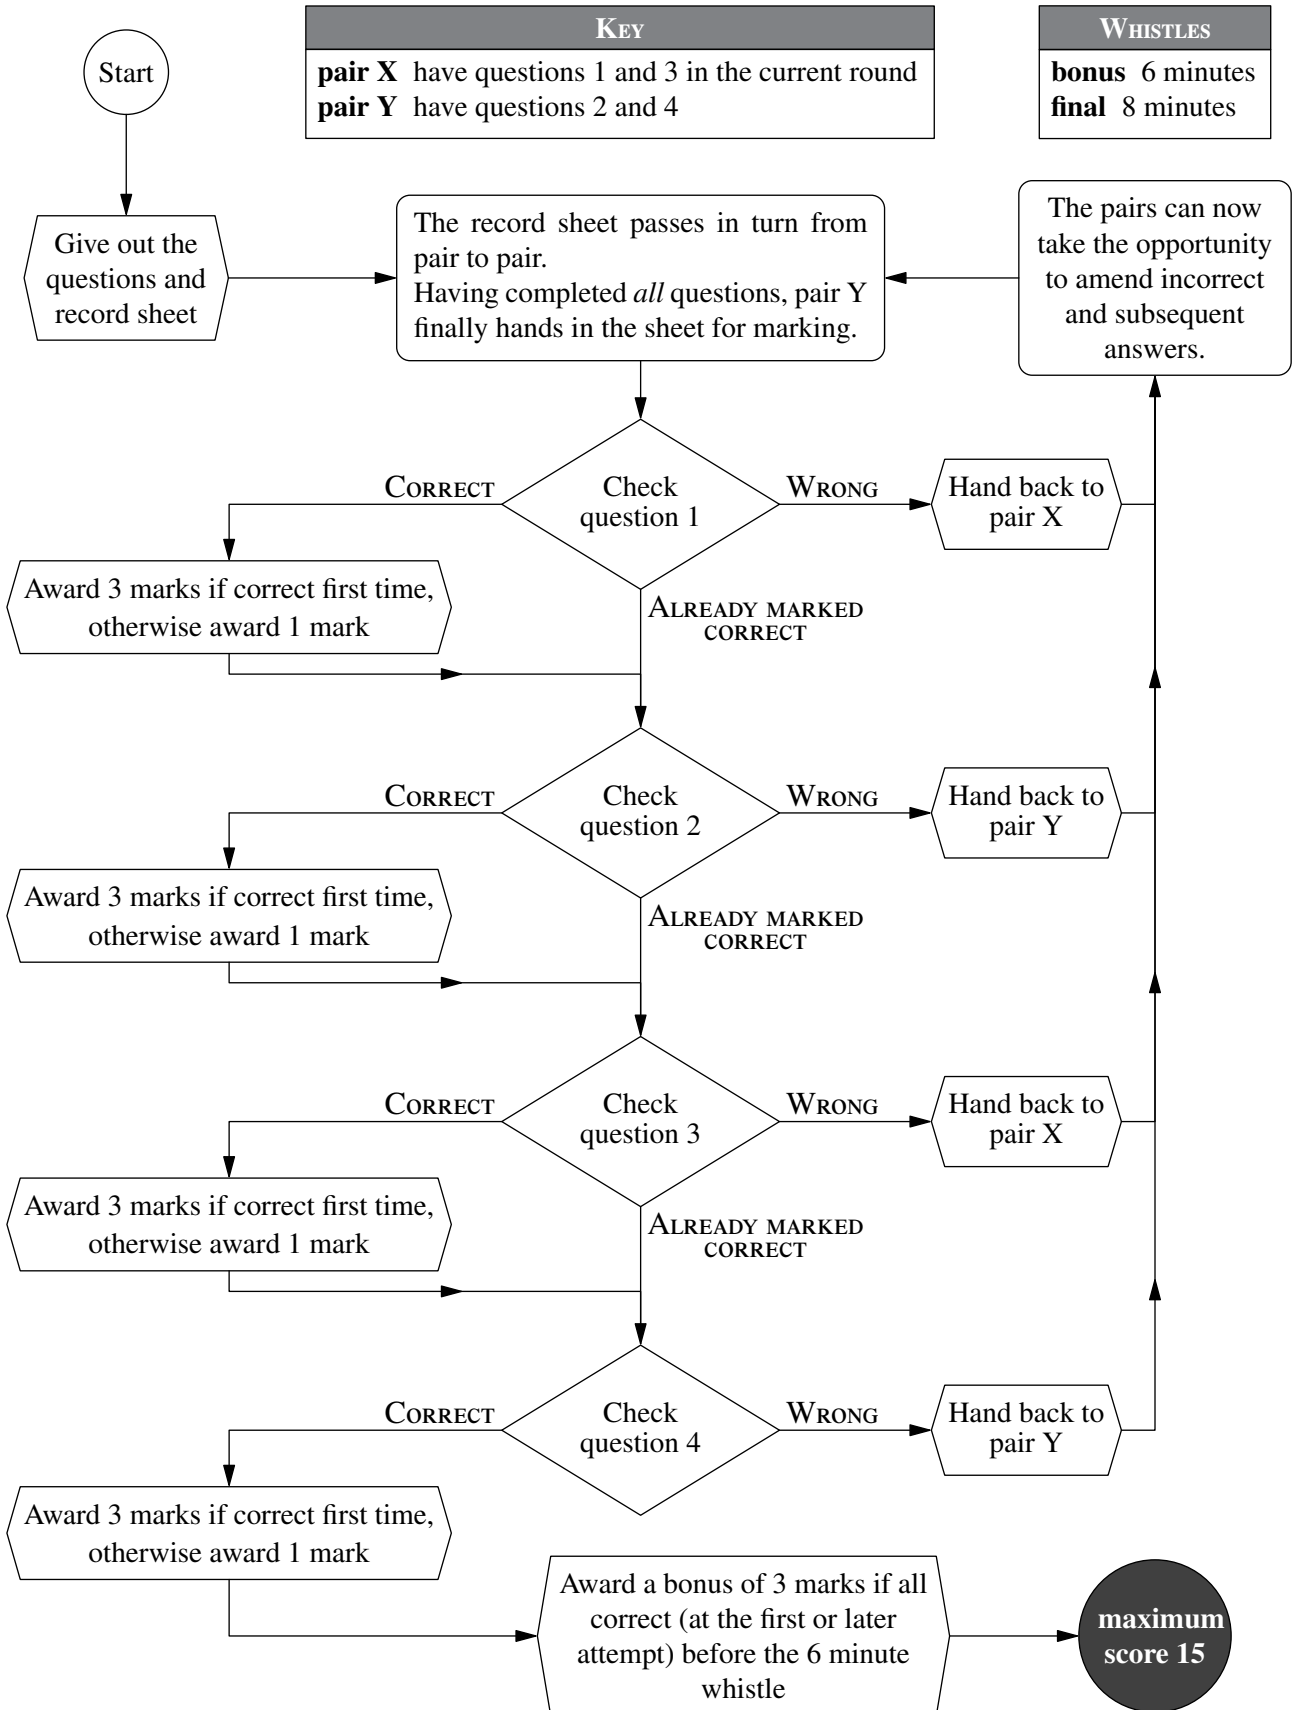 Start
KEY
pair X have questions 1 and 3 in the current round
pair Y have questions 2 and 4
WHISTLES
bonus 6 minutes
final 8 minutes
Give out the
questions and
record sheet
The record sheet passes in turn from
pair to pair.
Having completed all questions, pair Y
finally hands in the sheet for marking.
The pairs can now
take the opportunity
to amend incorrect
and subsequent
answers.
CORRECT
Check
question 1
WRONG
Hand back to
pair X
Award 3 marks if correct first time,
otherwise award 1 mark
ALREADY MARKED
CORRECT
CORRECT
Check
question 2
WRONG
Hand back to
pair Y
Award 3 marks if correct first time,
otherwise award 1 mark
ALREADY MARKED
CORRECT
CORRECT
Check
question 3
WRONG
Hand back to
pair X
Award 3 marks if correct first time,
otherwise award 1 mark
ALREADY MARKED
CORRECT
CORRECT
Check
question 4
WRONG
Hand back to
pair Y
Award 3 marks if correct first time,
otherwise award 1 mark
Award a bonus of 3 marks if all
correct (at the first or later
attempt) before the 6 minute
whistle
maximum
score 15